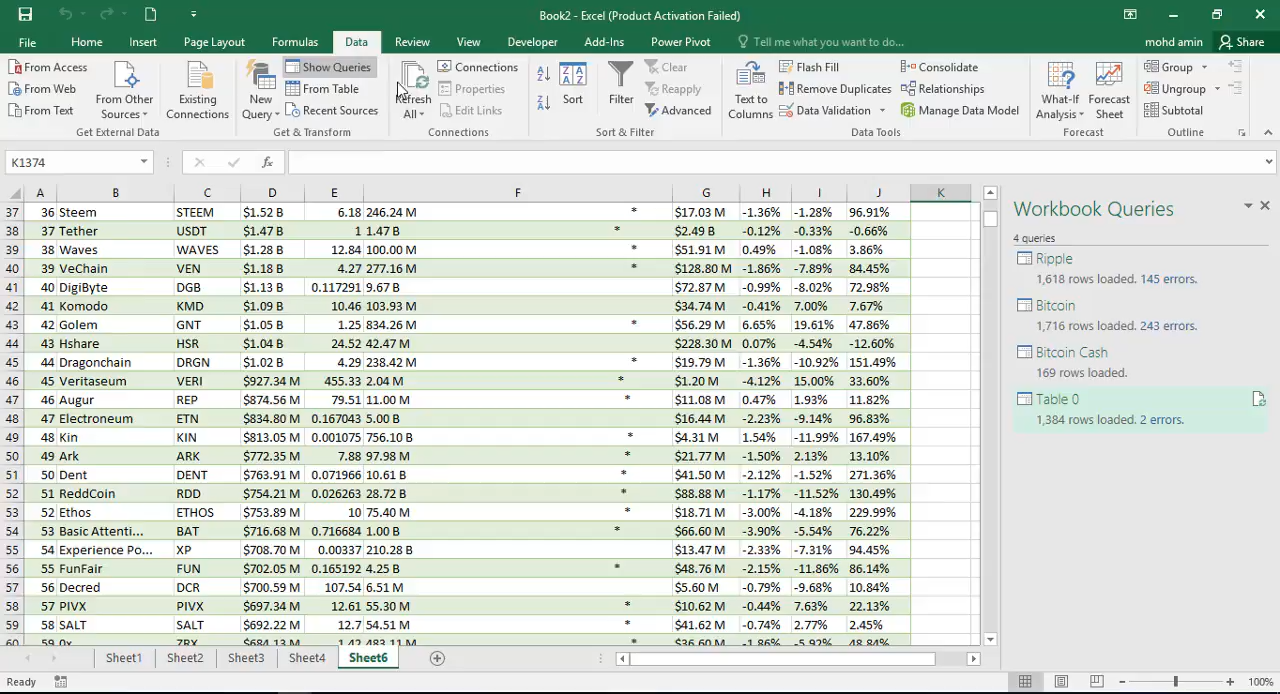 Book2 - Excel (Product Activation Failed)
File Home Insert Page Layout Formulas Data Review View Developer Add-Ins Power Pivot Tell me what you want to do... mohd amin Share
From Access
From Web
From Text
From Other Sources
Existing Connections
Get External Data
New Query
Show Queries
From Table
Recent Sources
Get & Transform
Refresh All
Connections
Properties
Edit Links
Connections
Sort
Filter
Clear
Reapply
Advanced
Sort & Filter
Text to Columns
Flash Fill
Remove Duplicates
Data Validation
Consolidate
Relationships
Manage Data Model
Data Tools
What-If Analysis
Forecast Sheet
Forecast
Group
Ungroup
Subtotal
Outline
K1374 fx
A B C D E F G H I J K
37 36 Steem STEEM $1.52 B 6.18 246.24 M * $17.03 M -1.36% -1.28% 96.91%
38 37 Tether USDT $1.47 B 1 1.47 B * $2.49 B -0.12% -0.33% -0.66%
39 38 Waves WAVES $1.28 B 12.84 100.00 M * $51.91 M 0.49% -1.08% 3.86%
40 39 VeChain VEN $1.18 B 4.27 277.16 M * $128.80 M -1.86% -7.89% 84.45%
41 40 DigiByte DGB $1.13 B 0.117291 9.67 B $72.87 M -0.99% -8.02% 72.98%
42 41 Komodo KMD $1.09 B 10.46 103.93 M $34.74 M -0.41% 7.00% 7.67%
43 42 Golem GNT $1.05 B 1.25 834.26 M * $56.29 M 6.65% 19.61% 47.86%
44 43 Hshare HSR $1.04 B 24.52 42.47 M $228.30 M 0.07% -4.54% -12.60%
45 44 Dragonchain DRGN $1.02 B 4.29 238.42 M * $19.79 M -1.36% -10.92% 151.49%
46 45 Veritaseum VERI $927.34 M 455.33 2.04 M * $1.20 M -4.12% 15.00% 33.60%
47 46 Augur REP $874.56 M 79.51 11.00 M * $11.08 M 0.47% 1.93% 11.82%
48 47 Electroneum ETN $834.80 M 0.167043 5.00 B $16.44 M -2.23% -9.14% 96.83%
49 48 Kin KIN $813.05 M 0.001075 756.10 B * $4.31 M 1.54% -11.99% 167.49%
50 49 Ark ARK $772.35 M 7.88 97.98 M * $21.77 M -1.50% 2.13% 13.10%
51 50 Dent DENT $763.91 M 0.071966 10.61 B * $41.50 M -2.12% -1.52% 271.36%
52 51 ReddCoin RDD $754.21 M 0.026263 28.72 B * $88.88 M -1.17% -11.52% 130.49%
53 52 Ethos ETHOS $753.89 M 10 75.40 M * $18.71 M -3.00% -4.18% 229.99%
54 53 Basic Attenti... BAT $716.68 M 0.716684 1.00 B * $66.60 M -3.90% -5.54% 76.22%
55 54 Experience Po... XP $708.70 M 0.00337 210.28 B $13.47 M -2.33% -7.31% 94.45%
56 55 FunFair FUN $702.05 M 0.165192 4.25 B * $48.76 M -2.15% -11.86% 86.14%
57 56 Decred DCR $700.59 M 107.54 6.51 M $5.60 M -0.79% -9.68% 10.84%
58 57 PIVX PIVX $697.34 M 12.61 55.30 M * $10.62 M -0.44% 7.63% 22.13%
59 58 SALT SALT $692.22 M 12.7 54.51 M * $41.62 M -0.74% 2.77% 2.45%
60 59 0x ZRX $684.13 M 1.42 483.11 M * $36.60 M -1.86% -5.92% 48.84%
Workbook Queries
4 queries
Ripple
1,618 rows loaded. 145 errors.
Bitcoin
1,716 rows loaded. 243 errors.
Bitcoin Cash
169 rows loaded.
Table 0
1,384 rows loaded. 2 errors.
Sheet1 Sheet2 Sheet3 Sheet4 Sheet6
Ready 100%